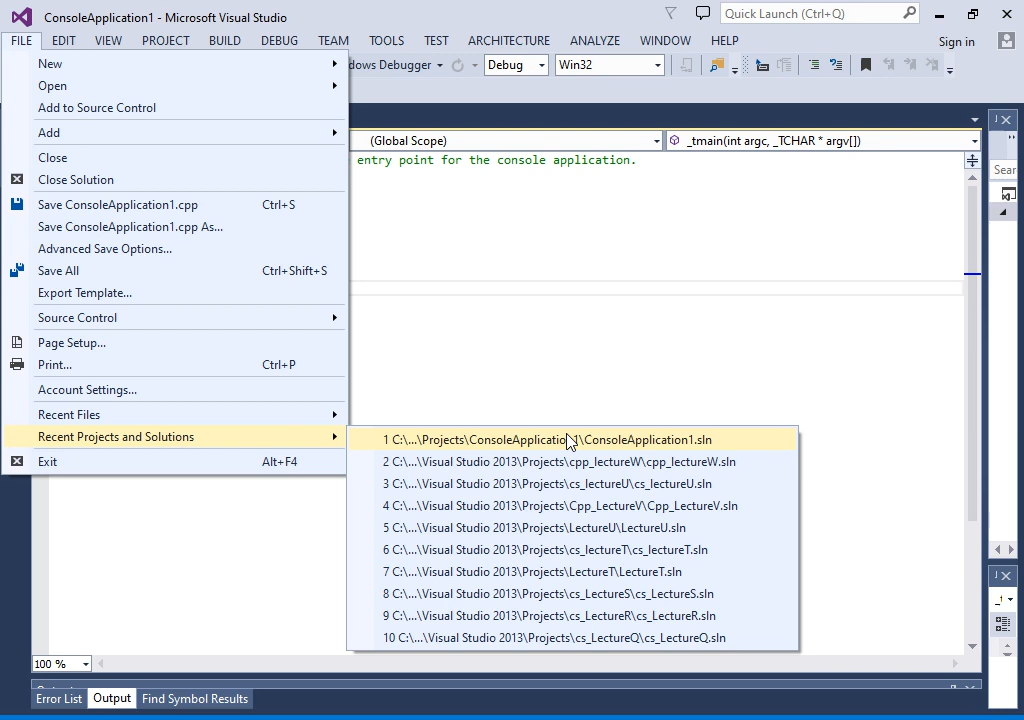 ConsoleApplication1 - Microsoft Visual Studio
Quick Launch (Ctrl+Q)
FILE EDIT VIEW PROJECT BUILD DEBUG TEAM TOOLS TEST ARCHITECTURE ANALYZE WINDOW HELP
Sign in
dows Debugger
Debug
Win32
New
Open
Add to Source Control
Add
Close
Close Solution
Save ConsoleApplication1.cpp Ctrl+S
Save ConsoleApplication1.cpp As...
Advanced Save Options...
Save All Ctrl+Shift+S
Export Template...
Source Control
Page Setup...
Print... Ctrl+P
Account Settings...
Recent Files
Recent Projects and Solutions
Exit Alt+F4
(Global Scope)
_tmain(int argc, _TCHAR * argv[])
entry point for the console application.
Sear
1 C:\...\Projects\ConsoleApplication1\ConsoleApplication1.sln
2 C:\...\Visual Studio 2013\Projects\cpp_lectureW\cpp_lectureW.sln
3 C:\...\Visual Studio 2013\Projects\cs_lectureU\cs_lectureU.sln
4 C:\...\Visual Studio 2013\Projects\Cpp_LectureV\Cpp_LectureV.sln
5 C:\...\Visual Studio 2013\Projects\LectureU\LectureU.sln
6 C:\...\Visual Studio 2013\Projects\cs_lectureT\cs_lectureT.sln
7 C:\...\Visual Studio 2013\Projects\LectureT\LectureT.sln
8 C:\...\Visual Studio 2013\Projects\cs_LectureS\cs_LectureS.sln
9 C:\...\Visual Studio 2013\Projects\cs_LectureR\cs_LectureR.sln
10 C:\...\Visual Studio 2013\Projects\cs_LectureQ\cs_LectureQ.sln
_t
100 %
Error List Output Find Symbol Results